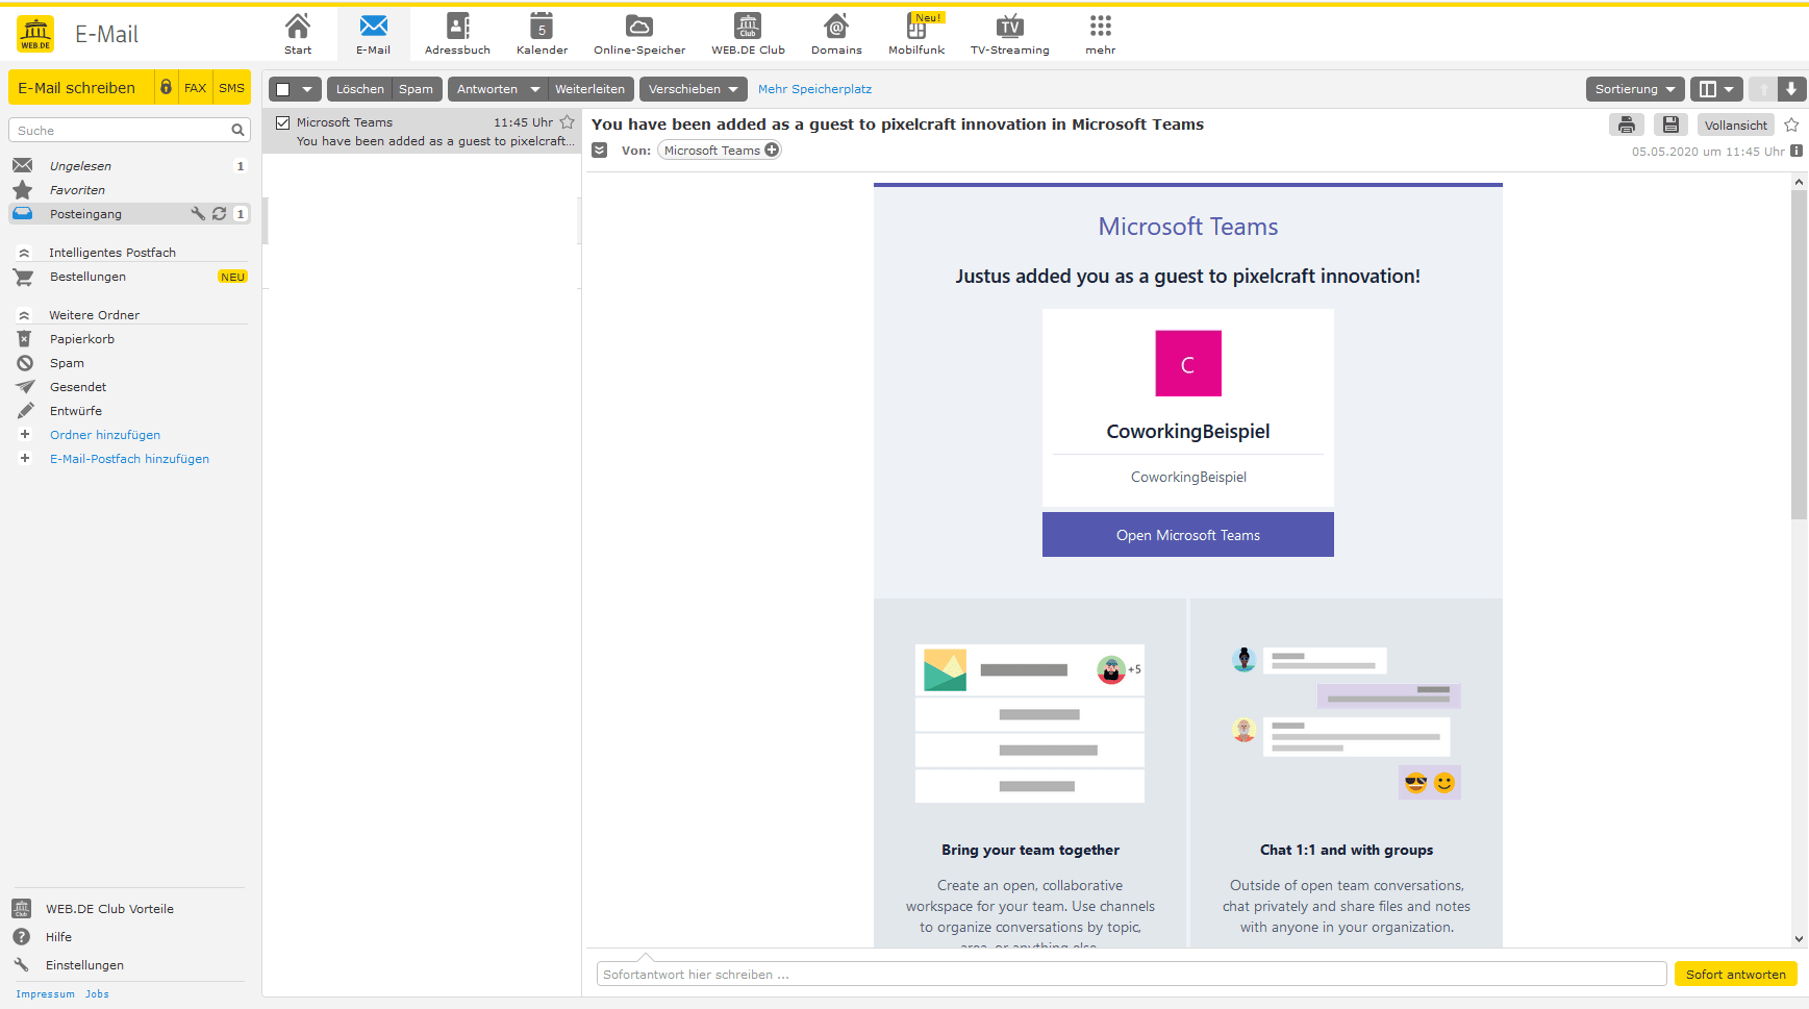 WEB.DE
E-Mail
Start
E-Mail
Adressbuch
5
Kalender
Online-Speicher
Club
WEB.DE Club
@
Domains
Neu!
Mobilfunk
TV
TV-Streaming
mehr
E-Mail schreiben FAX SMS
Löschen Spam Antworten Weiterleiten Verschieben Mehr Speicherplatz Sortierung
Suche
Ungelesen 1
Favoriten
Posteingang 1
Intelligentes Postfach
Bestellungen NEU
Weitere Ordner
Papierkorb
Spam
Gesendet
Entwürfe
+ Ordner hinzufügen
+ E-Mail-Postfach hinzufügen
Club WEB.DE Club Vorteile
? Hilfe
Einstellungen
Impressum Jobs
Microsoft Teams 11:45 Uhr
You have been added as a guest to pixelcraft...
You have been added as a guest to pixelcraft innovation in Microsoft Teams
Vollansicht
Von: Microsoft Teams
05.05.2020 um 11:45 Uhr
Microsoft Teams
Justus added you as a guest to pixelcraft innovation!
C
CoworkingBeispiel
CoworkingBeispiel
Open Microsoft Teams
+5
Bring your team together
Create an open, collaborative
workspace for your team. Use channels
to organize conversations by topic,
area, or anything else.
Chat 1:1 and with groups
Outside of open team conversations,
chat privately and share files and notes
with anyone in your organization.
Sofortantwort hier schreiben ...
Sofort antworten